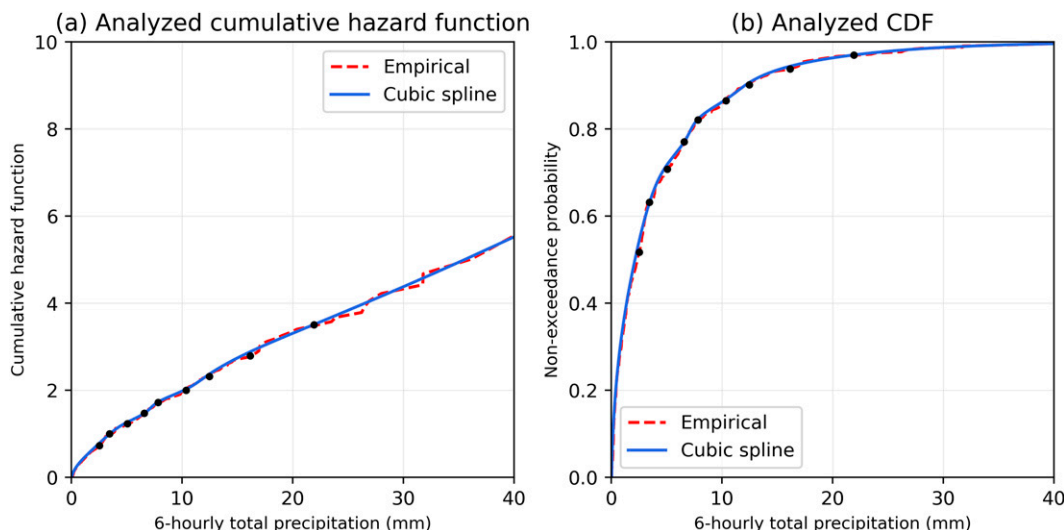 (a) Analyzed cumulative hazard function
10
8
6
4
2
0
Cumulative hazard function
Empirical
Cubic spline
0 10 20 30 40
6-hourly total precipitation (mm)
(b) Analyzed CDF
1.0
0.8
0.6
0.4
0.2
0.0
Non-exceedance probability
Empirical
Cubic spline
0 10 20 30 40
6-hourly total precipitation (mm)